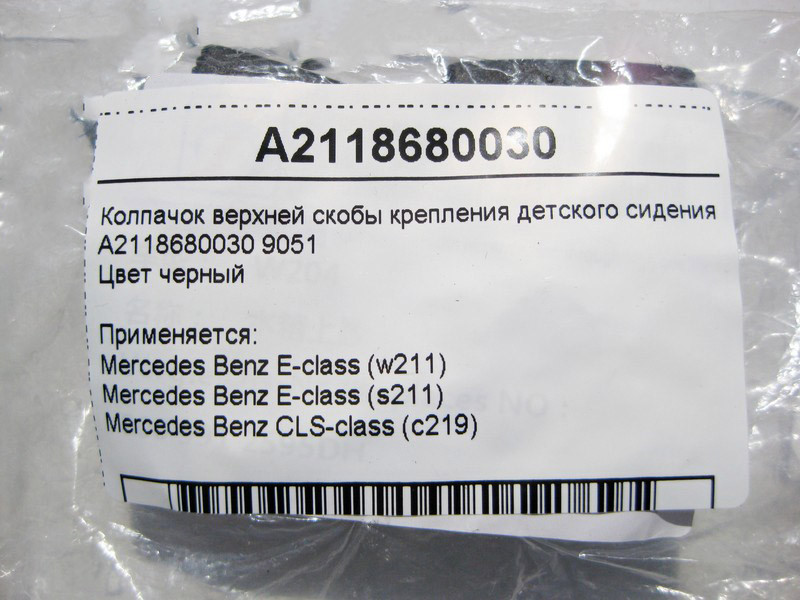 A2118680030
Колпачок верхней скобы крепления детского сидения
A2118680030 9051
Цвет черный
Применяется:
Mercedes Benz E-class (w211)
Mercedes Benz E-class (s211)
Mercedes Benz CLS-class (c219)